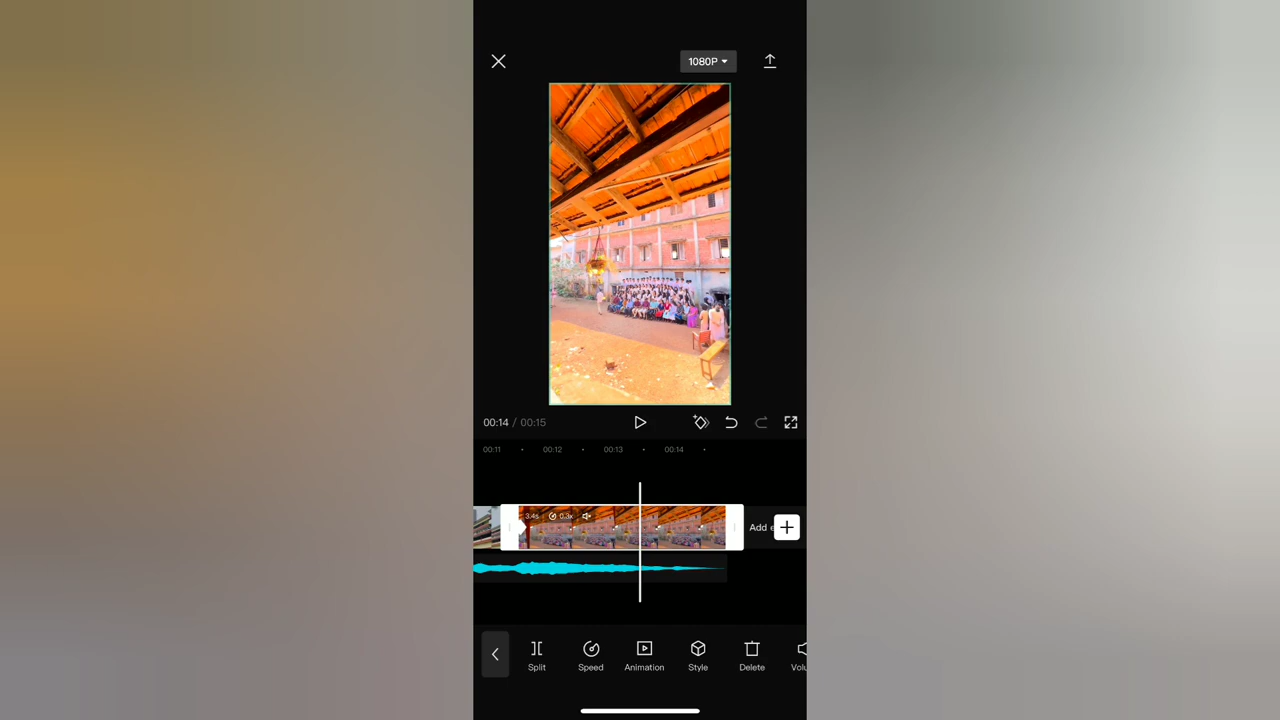 1080P
00:14 / 00:15
00:11 00:12 00:13 00:14
3.4s 0.3x
Add
Split Speed Animation Style Delete Volu